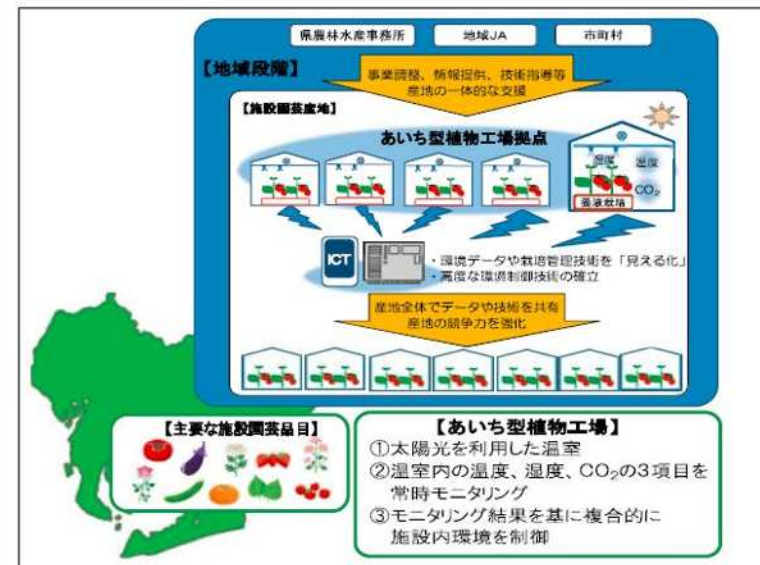 県農林水産事務所
地域JA
市町村
【地域段階】
事業調整、情報提供、技術指導等
産地の一体的な支援
【施設園芸産地】
あいち型植物工場拠点
湿度
温度
CO₂
養液栽培
ICT
・環境データや栽培管理技術を「見える化」
・高度な環境制御技術の確立
産地全体でデータや技術を共有
産地の競争力を強化
【主要な施設園芸品目】
【あいち型植物工場】
①太陽光を利用した温室
②温室内の温度、湿度、CO₂の3項目を
常時モニタリング
③モニタリング結果を基に複合的に
施設内環境を制御